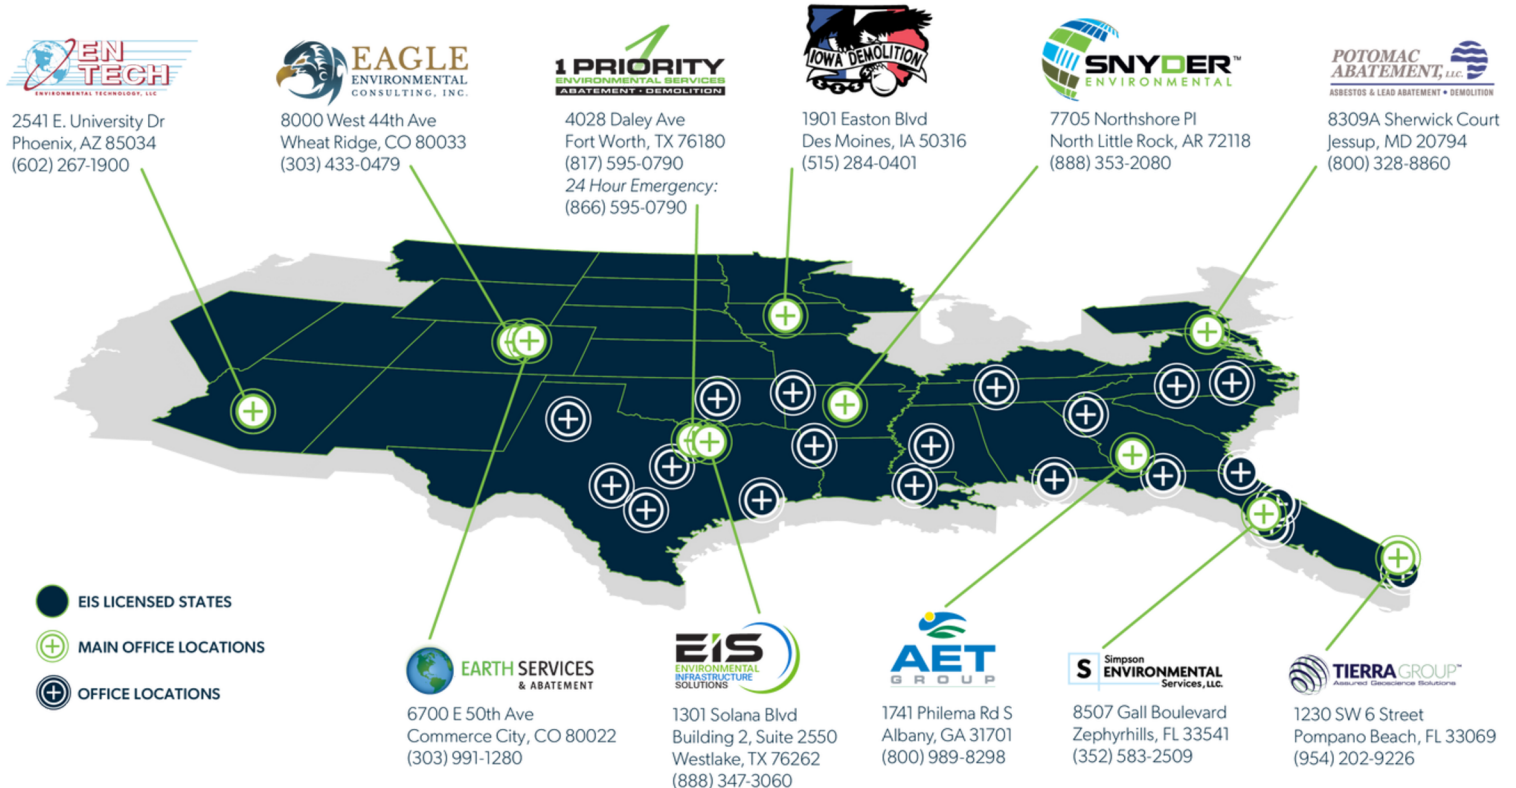 EN
TECH
ENVIRONMENTAL TECHNOLOGY, LLC
2541 E. University Dr
Phoenix, AZ 85034
(602) 267-1900
EAGLE
ENVIRONMENTAL
CONSULTING, INC.
8000 West 44th Ave
Wheat Ridge, CO 80033
(303) 433-0479
1 PRIORITY
ENVIRONMENTAL SERVICES
ABATEMENT • DEMOLITION
4028 Daley Ave
Fort Worth, TX 76180
(817) 595-0790
24 Hour Emergency:
(866) 595-0790
IOWA DEMOLITION
1901 Easton Blvd
Des Moines, IA 50316
(515) 284-0401
SNYDER™
ENVIRONMENTAL
7705 Northshore Pl
North Little Rock, AR 72118
(888) 353-2080
POTOMAC
ABATEMENT, LLC.
ASBESTOS & LEAD ABATEMENT • DEMOLITION
8309A Sherwick Court
Jessup, MD 20794
(800) 328-8860
EIS LICENSED STATES
MAIN OFFICE LOCATIONS
OFFICE LOCATIONS
EARTH SERVICES
& ABATEMENT
6700 E 50th Ave
Commerce City, CO 80022
(303) 991-1280
EIS
ENVIRONMENTAL
INFRASTRUCTURE
SOLUTIONS
1301 Solana Blvd
Building 2, Suite 2550
Westlake, TX 76262
(888) 347-3060
AET
GROUP
1741 Philema Rd S
Albany, GA 31701
(800) 989-8298
S
Simpson
ENVIRONMENTAL
Services, LLC.
8507 Gall Boulevard
Zephyrhills, FL 33541
(352) 583-2509
TIERRA GROUP™
Assured Geoscience Solutions
1230 SW 6 Street
Pompano Beach, FL 33069
(954) 202-9226